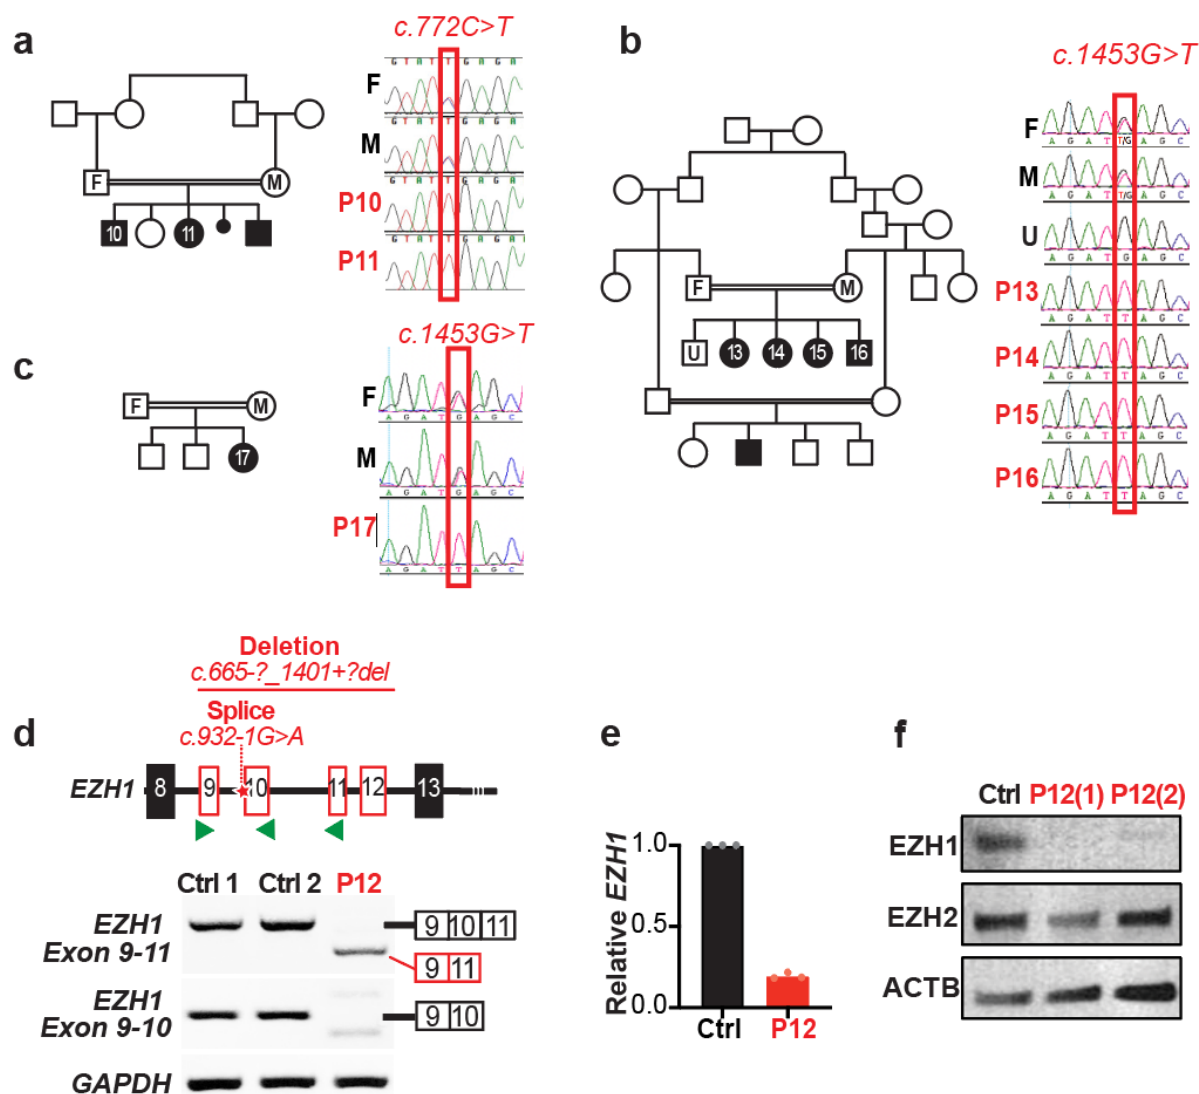 a
c.772C>T
G T A T T G A G A
F
G T A T T G A G A
M
G T A T T G A G A
P10
G T A T T G A G A
P11
F
M
10
11
b
c.1453G>T
F
A G A T T/G A G C
M
A G A T T/G A G C
U
A G A T G A G C
P13
A G A T T A G C
P14
A G A T T A G C
P15
A G A T T A G C
P16
A G A T T A G C
F
M
U
13
14
15
16
c
c.1453G>T
F
A G A T G A G C
M
A G A T G A G C
P17
A G A T T A G C
F
M
17
d
Deletion
c.665-?_1401+?del
Splice
c.932-1G>A
EZH1
8
9
10
11
12
13
Ctrl 1 Ctrl 2 P12
EZH1
Exon 9-11
9 10 11
9 11
EZH1
Exon 9-10
9 10
GAPDH
e
Relative EZH1
1.0
0.5
0.0
Ctrl P12
f
Ctrl P12(1) P12(2)
EZH1
EZH2
ACTB